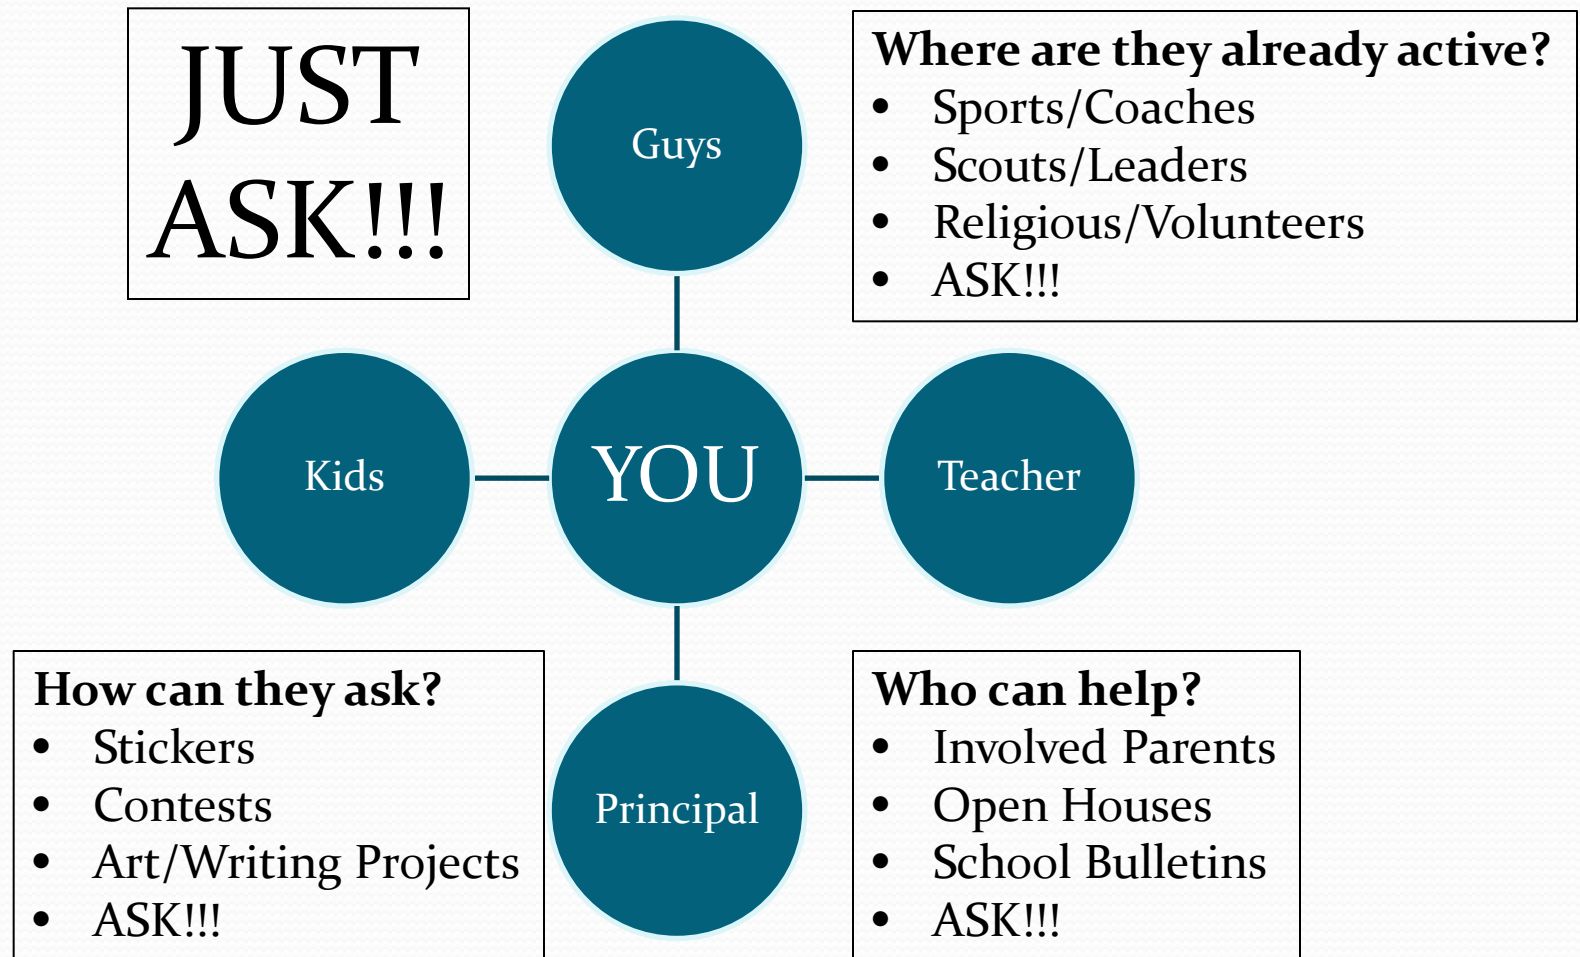 JUST
ASK!!!
Guys
Where are they already active?
• Sports/Coaches
• Scouts/Leaders
• Religious/Volunteers
• ASK!!!
Kids
YOU
Teacher
How can they ask?
• Stickers
• Contests
• Art/Writing Projects
• ASK!!!
Principal
Who can help?
• Involved Parents
• Open Houses
• School Bulletins
• ASK!!!